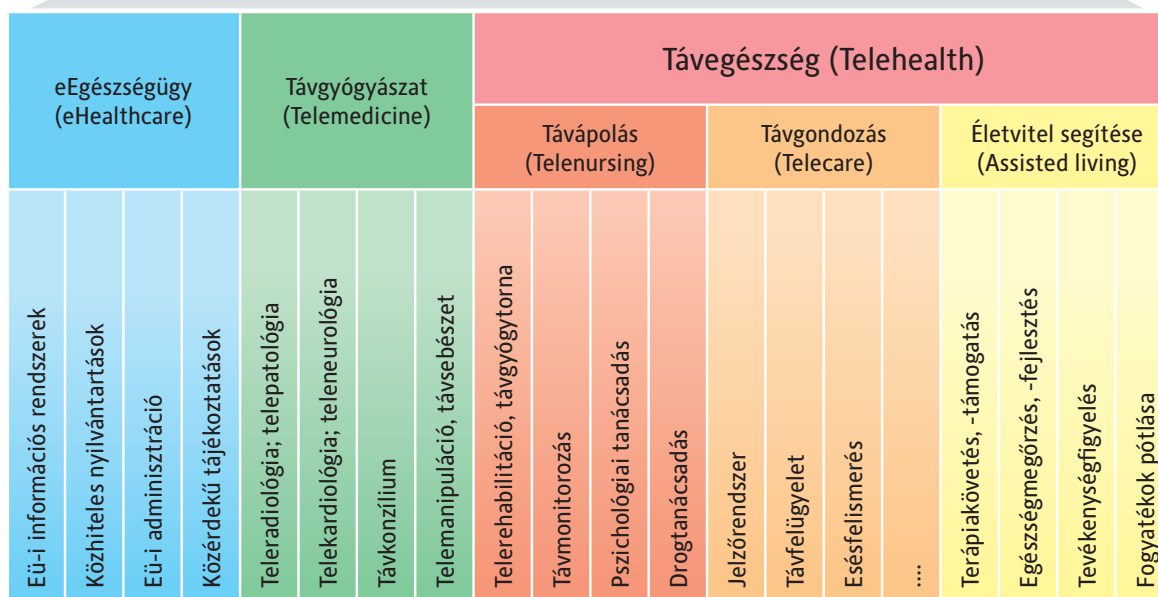 eEgészségügy
(eHealthcare)
Távgyógyászat
(Telemedicine)
Távegészség (Telehealth)
Távápolás
(Telenursing)
Távgondozás
(Telecare)
Életvitel segítése
(Assisted living)
Eü-i információs rendszerek
Közhiteles nyilvántartások
Eü-i adminisztráció
Közérdekű tájékoztatások
Teleradiológia; telepatológia
Telekardiológia; teleneurológia
Távkonzílium
Telemanipuláció, távsebészet
Telerehabilitáció, távgyógytorna
Távmonitorozás
Pszichológiai tanácsadás
Drogtanácsadás
Jelzőrendszer
Távfelügyelet
Esésfelismerés
....
Terápiakövetés, -támogatás
Egészségmegőrzés, -fejlesztés
Tevékenységfigyelés
Fogyatékok pótlása